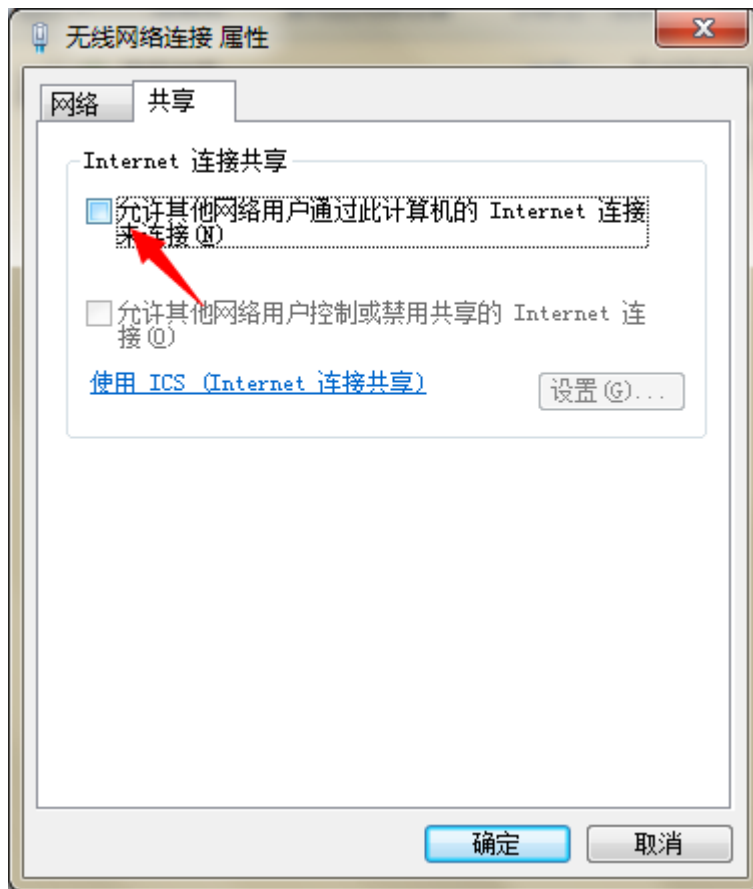 无线网络连接 属性
网络
共享
Internet 连接共享
允许其他网络用户通过此计算机的 Internet 连接
来连接(N)
允许其他网络用户控制或禁用共享的 Internet 连
接(O)
使用 ICS (Internet 连接共享)
设置(G)...
确定
取消